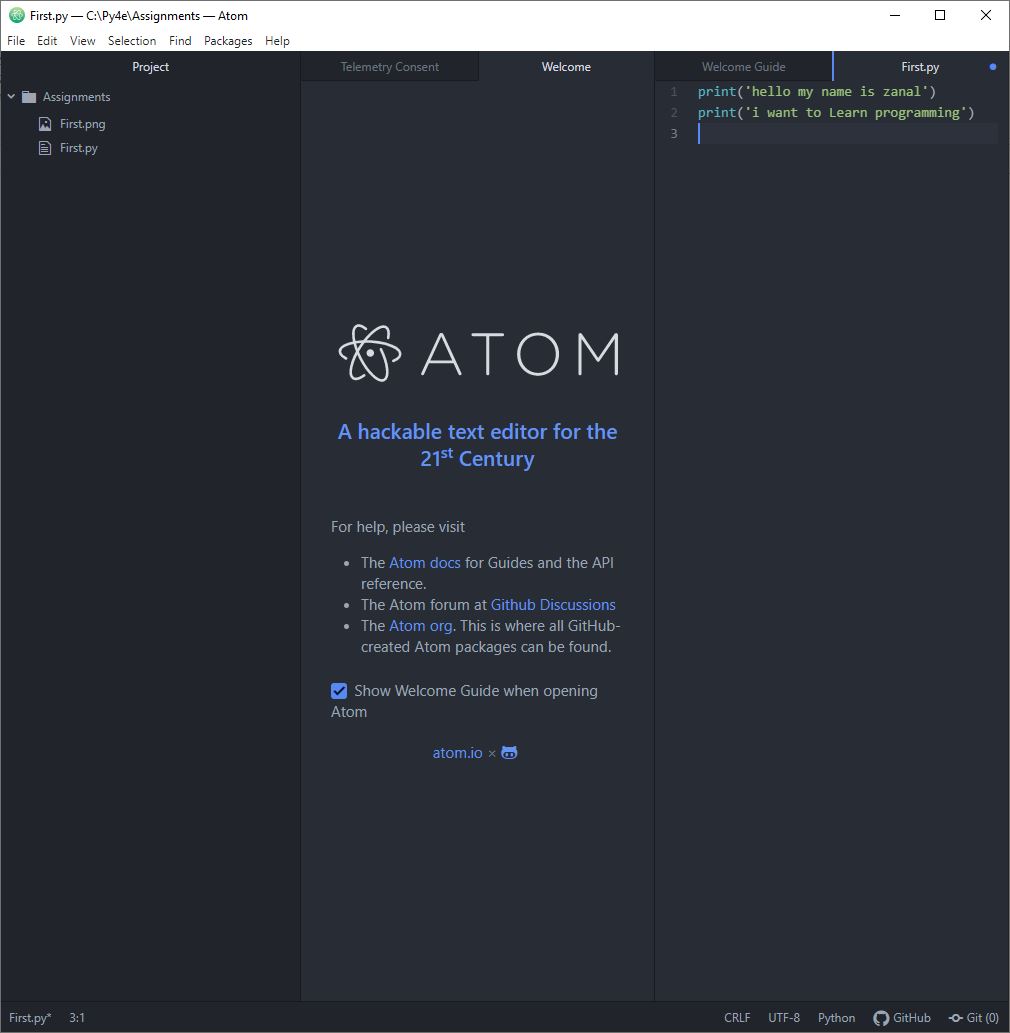 First.py — C:\Py4e\Assignments — Atom
File Edit View Selection Find Packages Help
Project
Assignments
First.png
First.py
Telemetry Consent
Welcome
ATOM
A hackable text editor for the
21st Century
For help, please visit
• The Atom docs for Guides and the API
reference.
• The Atom forum at Github Discussions
• The Atom org. This is where all GitHub-
created Atom packages can be found.
Show Welcome Guide when opening
Atom
atom.io ×
Welcome Guide
First.py
1 print('hello my name is zanal')
2 print('i want to Learn programming')
3
First.py* 3:1 CRLF UTF-8 Python GitHub Git (0)